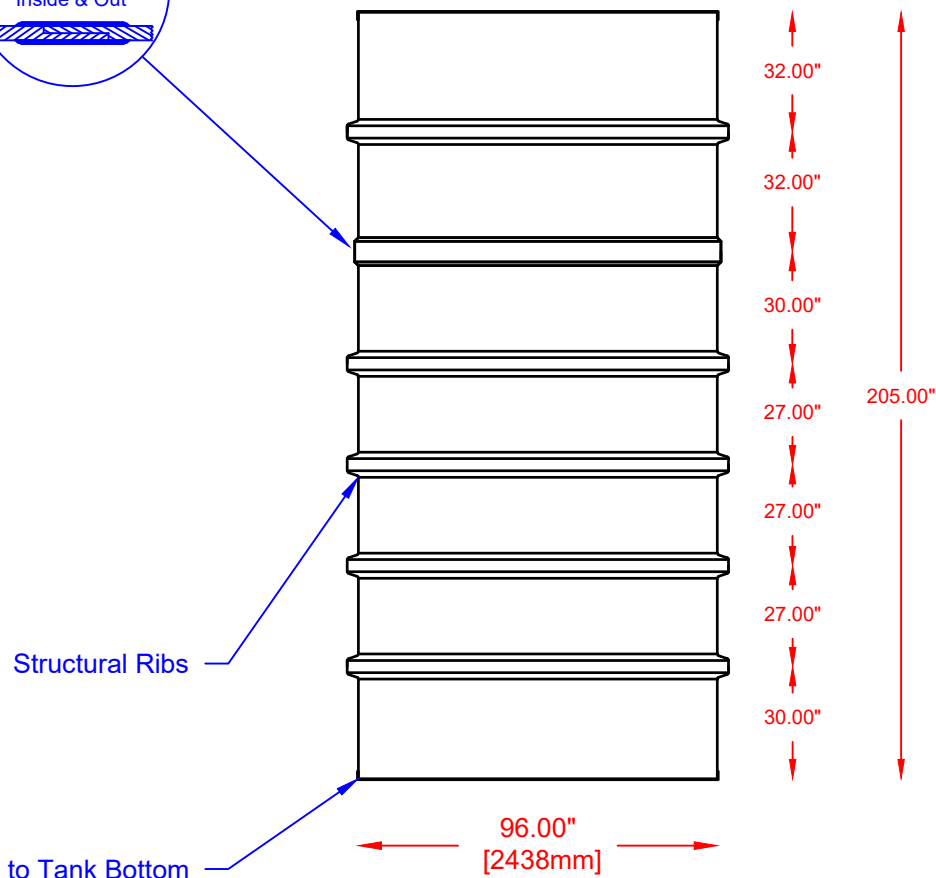 Inside & Out
32.00"
32.00"
30.00"
27.00"
205.00"
27.00"
27.00"
Structural Ribs
30.00"
96.00"
[2438mm]
to Tank Bottom